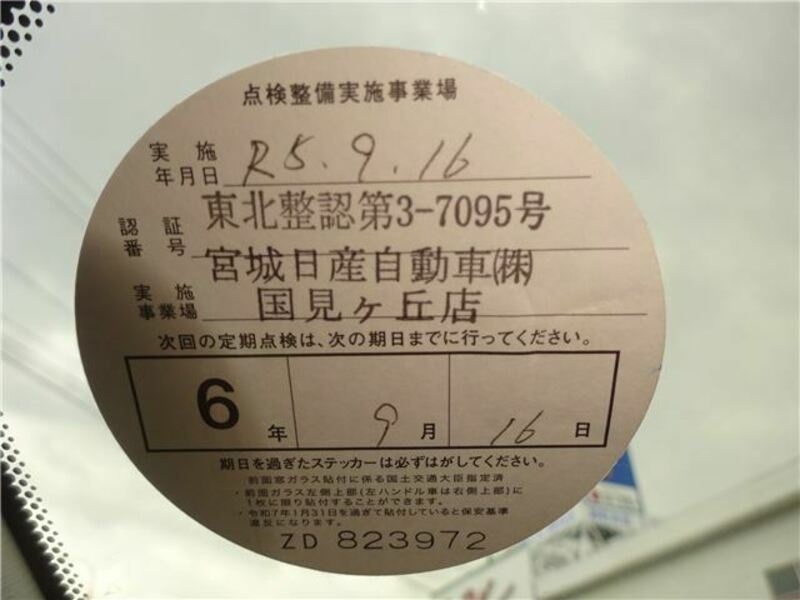 点検整備実施事業場
実施
年月日 R5.9.16
認証
番号 東北整認第3-7095号
宮城日産自動車㈱
実施
事業場 国見ヶ丘店
次回の定期点検は、次の期日までに行ってください。
6年 9月 16日
期日を過ぎたステッカーは必ずはがしてください。
前面窓ガラス貼付に係る国土交通大臣指定済
・前面ガラス左側上部(左ハンドル車は右側上部)に
1枚に限り貼付することができます。
・令和7年1月31日を過ぎて貼付していると保安基準
違反になります。
ZD 823972